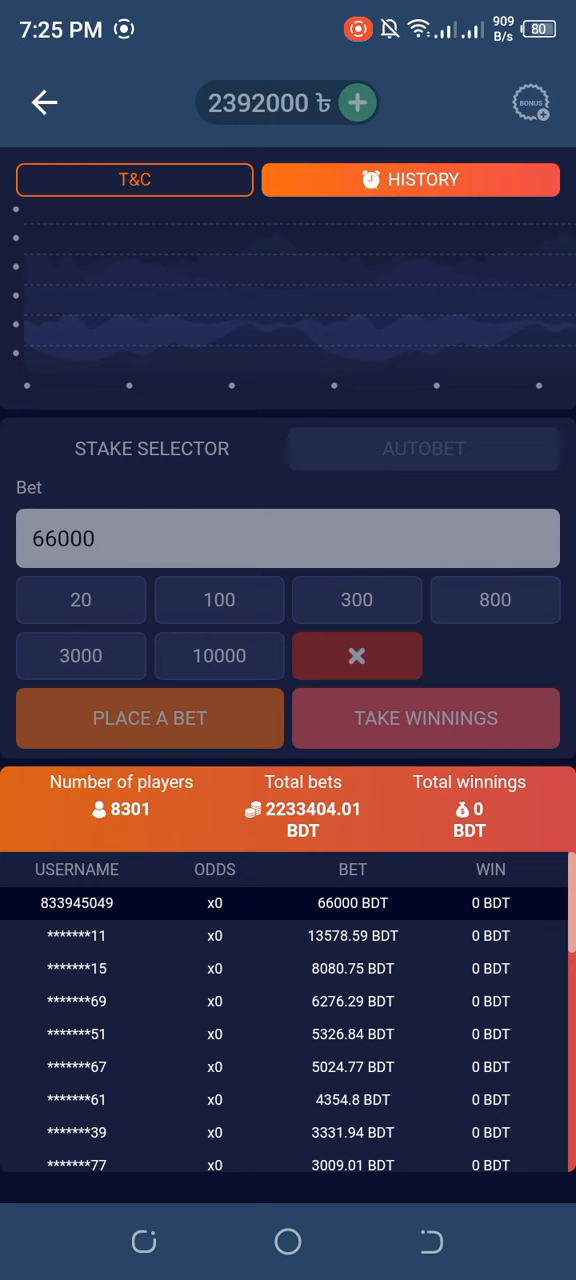 7:25 PM 909 B/s 80
2392000 ৳ BONUS
T&C HISTORY
STAKE SELECTOR AUTOBET
Bet
66000
20 100 300 800
3000 10000
PLACE A BET TAKE WINNINGS
Number of players Total bets Total winnings
8301 2233404.01 BDT 0 BDT
USERNAME ODDS BET WIN
833945049 x0 66000 BDT 0 BDT
*******11 x0 13578.59 BDT 0 BDT
*******15 x0 8080.75 BDT 0 BDT
*******69 x0 6276.29 BDT 0 BDT
*******51 x0 5326.84 BDT 0 BDT
*******67 x0 5024.77 BDT 0 BDT
*******61 x0 4354.8 BDT 0 BDT
*******39 x0 3331.94 BDT 0 BDT
*******77 x0 3009.01 BDT 0 BDT